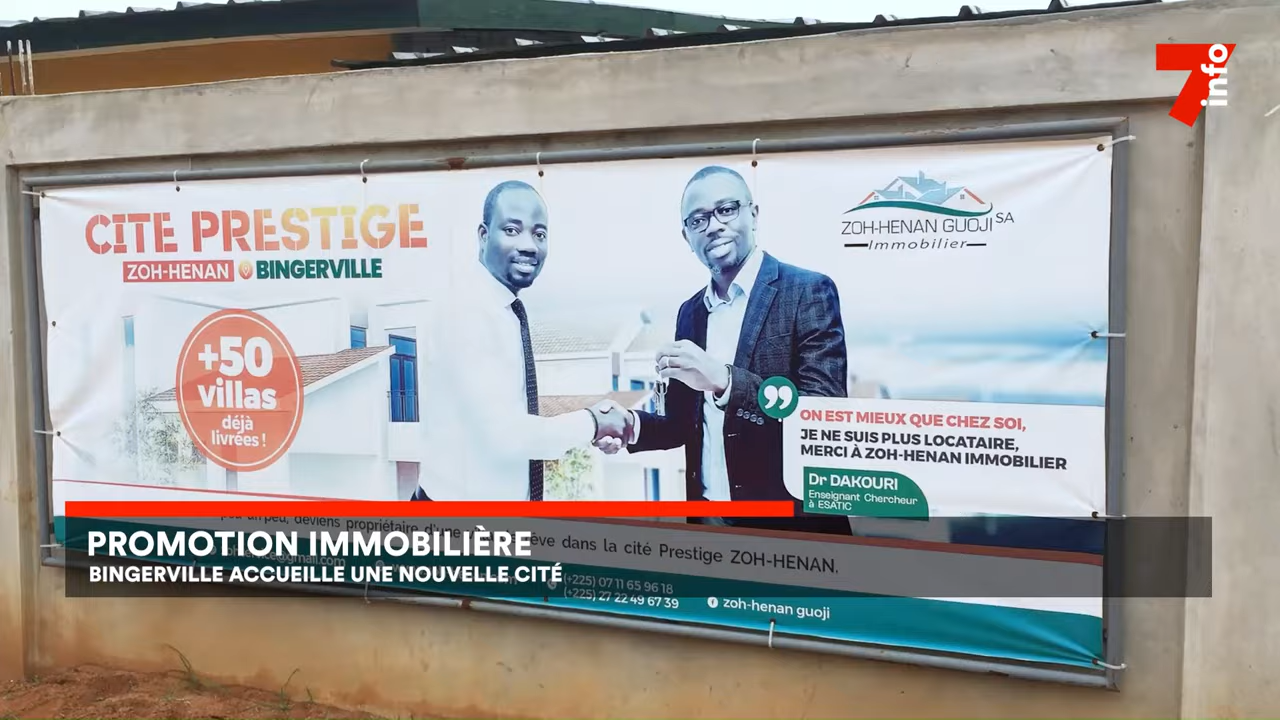 7 info
CITE PRESTIGE
ZOH-HENAN BINGERVILLE
+50
villas
déjà
livrées !
ZOH-HENAN GUOJI SA
Immobilier
ON EST MIEUX QUE CHEZ SOI,
JE NE SUIS PLUS LOCATAIRE,
MERCI À ZOH-HENAN IMMOBILIER
Dr DAKOURI
Enseignant Chercheur
à ESATIC
deviens propriétaire d'une
dans la cité Prestige ZOH-HENAN.
PROMOTION IMMOBILIÈRE
BINGERVILLE ACCUEILLE UNE NOUVELLE CITÉ
(+225) 07 11 65 96 18
(+225) 27 22 49 67 39
zoh-henan guoji